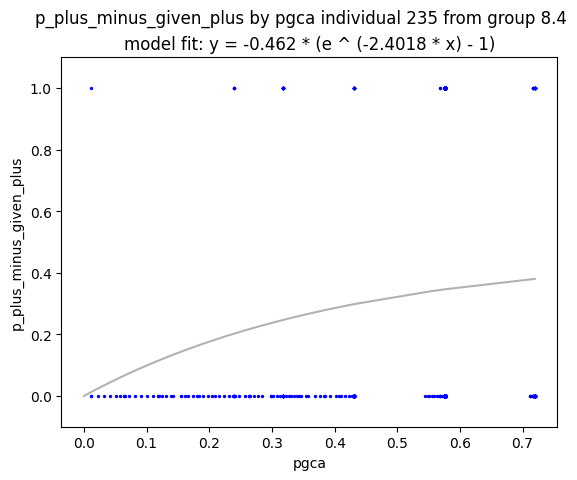 p_plus_minus_given_plus by pgca individual 235 from group 8.4
model fit: y = -0.462 * (e ^ (-2.4018 * x) - 1)
p_plus_minus_given_plus
1.0
0.8
0.6
0.4
0.2
0.0
0.0 0.1 0.2 0.3 0.4 0.5 0.6 0.7
pgca